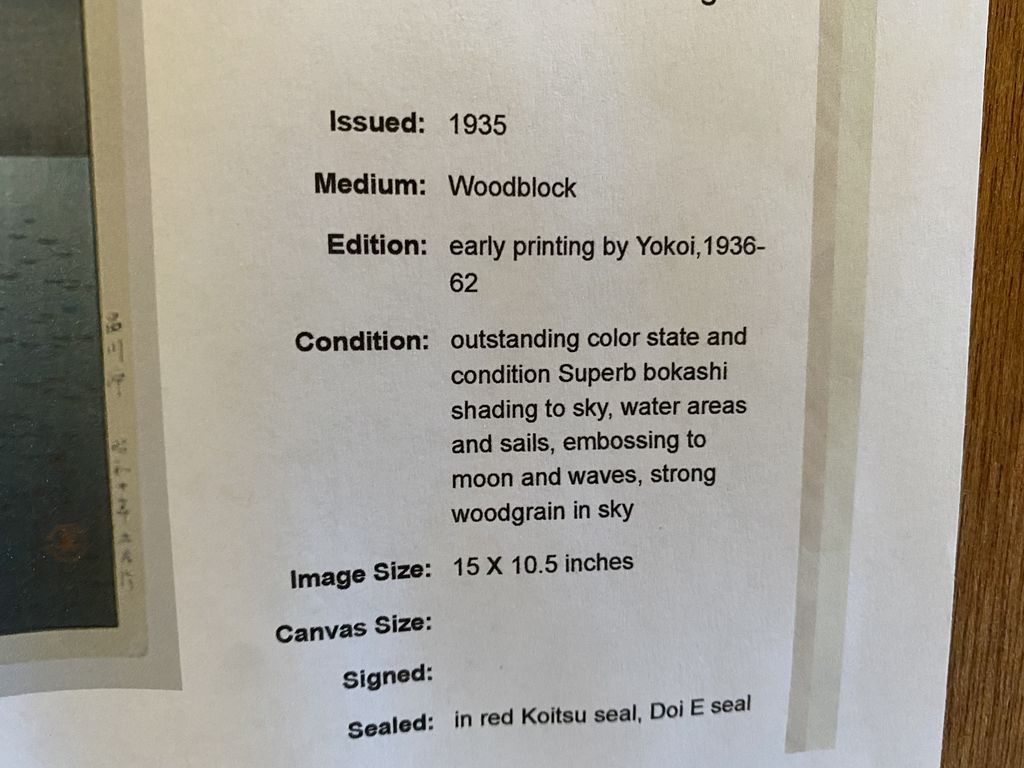 Issued: 1935
Medium: Woodblock
Edition: early printing by Yokoi,1936-
62
Condition: outstanding color state and
condition Superb bokashi
shading to sky, water areas
and sails, embossing to
moon and waves, strong
woodgrain in sky
Image Size: 15 X 10.5 inches
Canvas Size:
Signed:
Sealed: in red Koitsu seal, Doi E seal